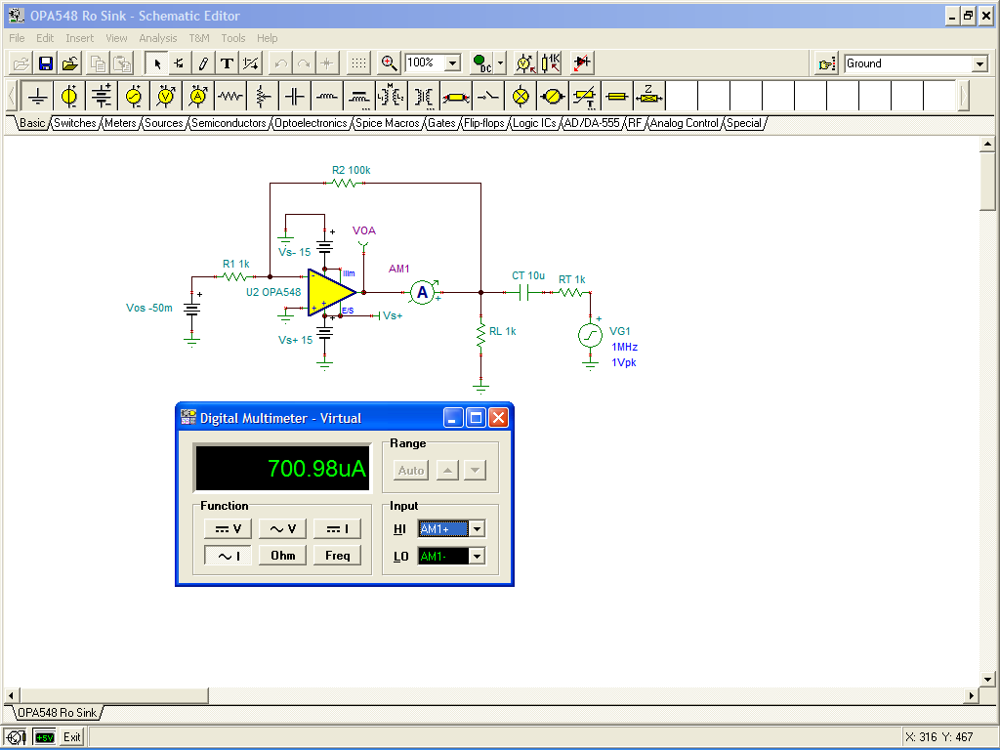 OPA548 Ro Sink - Schematic Editor
File Edit Insert View Analysis T&M Tools Help
T 100% DC 1K Ground
Basic Switches Meters Sources Semiconductors Optoelectronics Spice Macros Gates Flip-flops Logic ICs AD/DA-555 RF Analog Control Special
R2 100k
Vs- 15
VOA
R1 1k
Ilim
AM1
CT 10u
RT 1k
U2 OPA548
A
Vos -50m
E/S
Vs+
Vs+ 15
RL 1k
VG1
1MHz
1Vpk
Digital Multimeter - Virtual
700.98uA
Range
Auto
Function
V
V
I
I
Ohm
Freq
Input
HI AM1+
LO AM1-
OPA548 Ro Sink
+5V Exit
X: 316 Y: 467